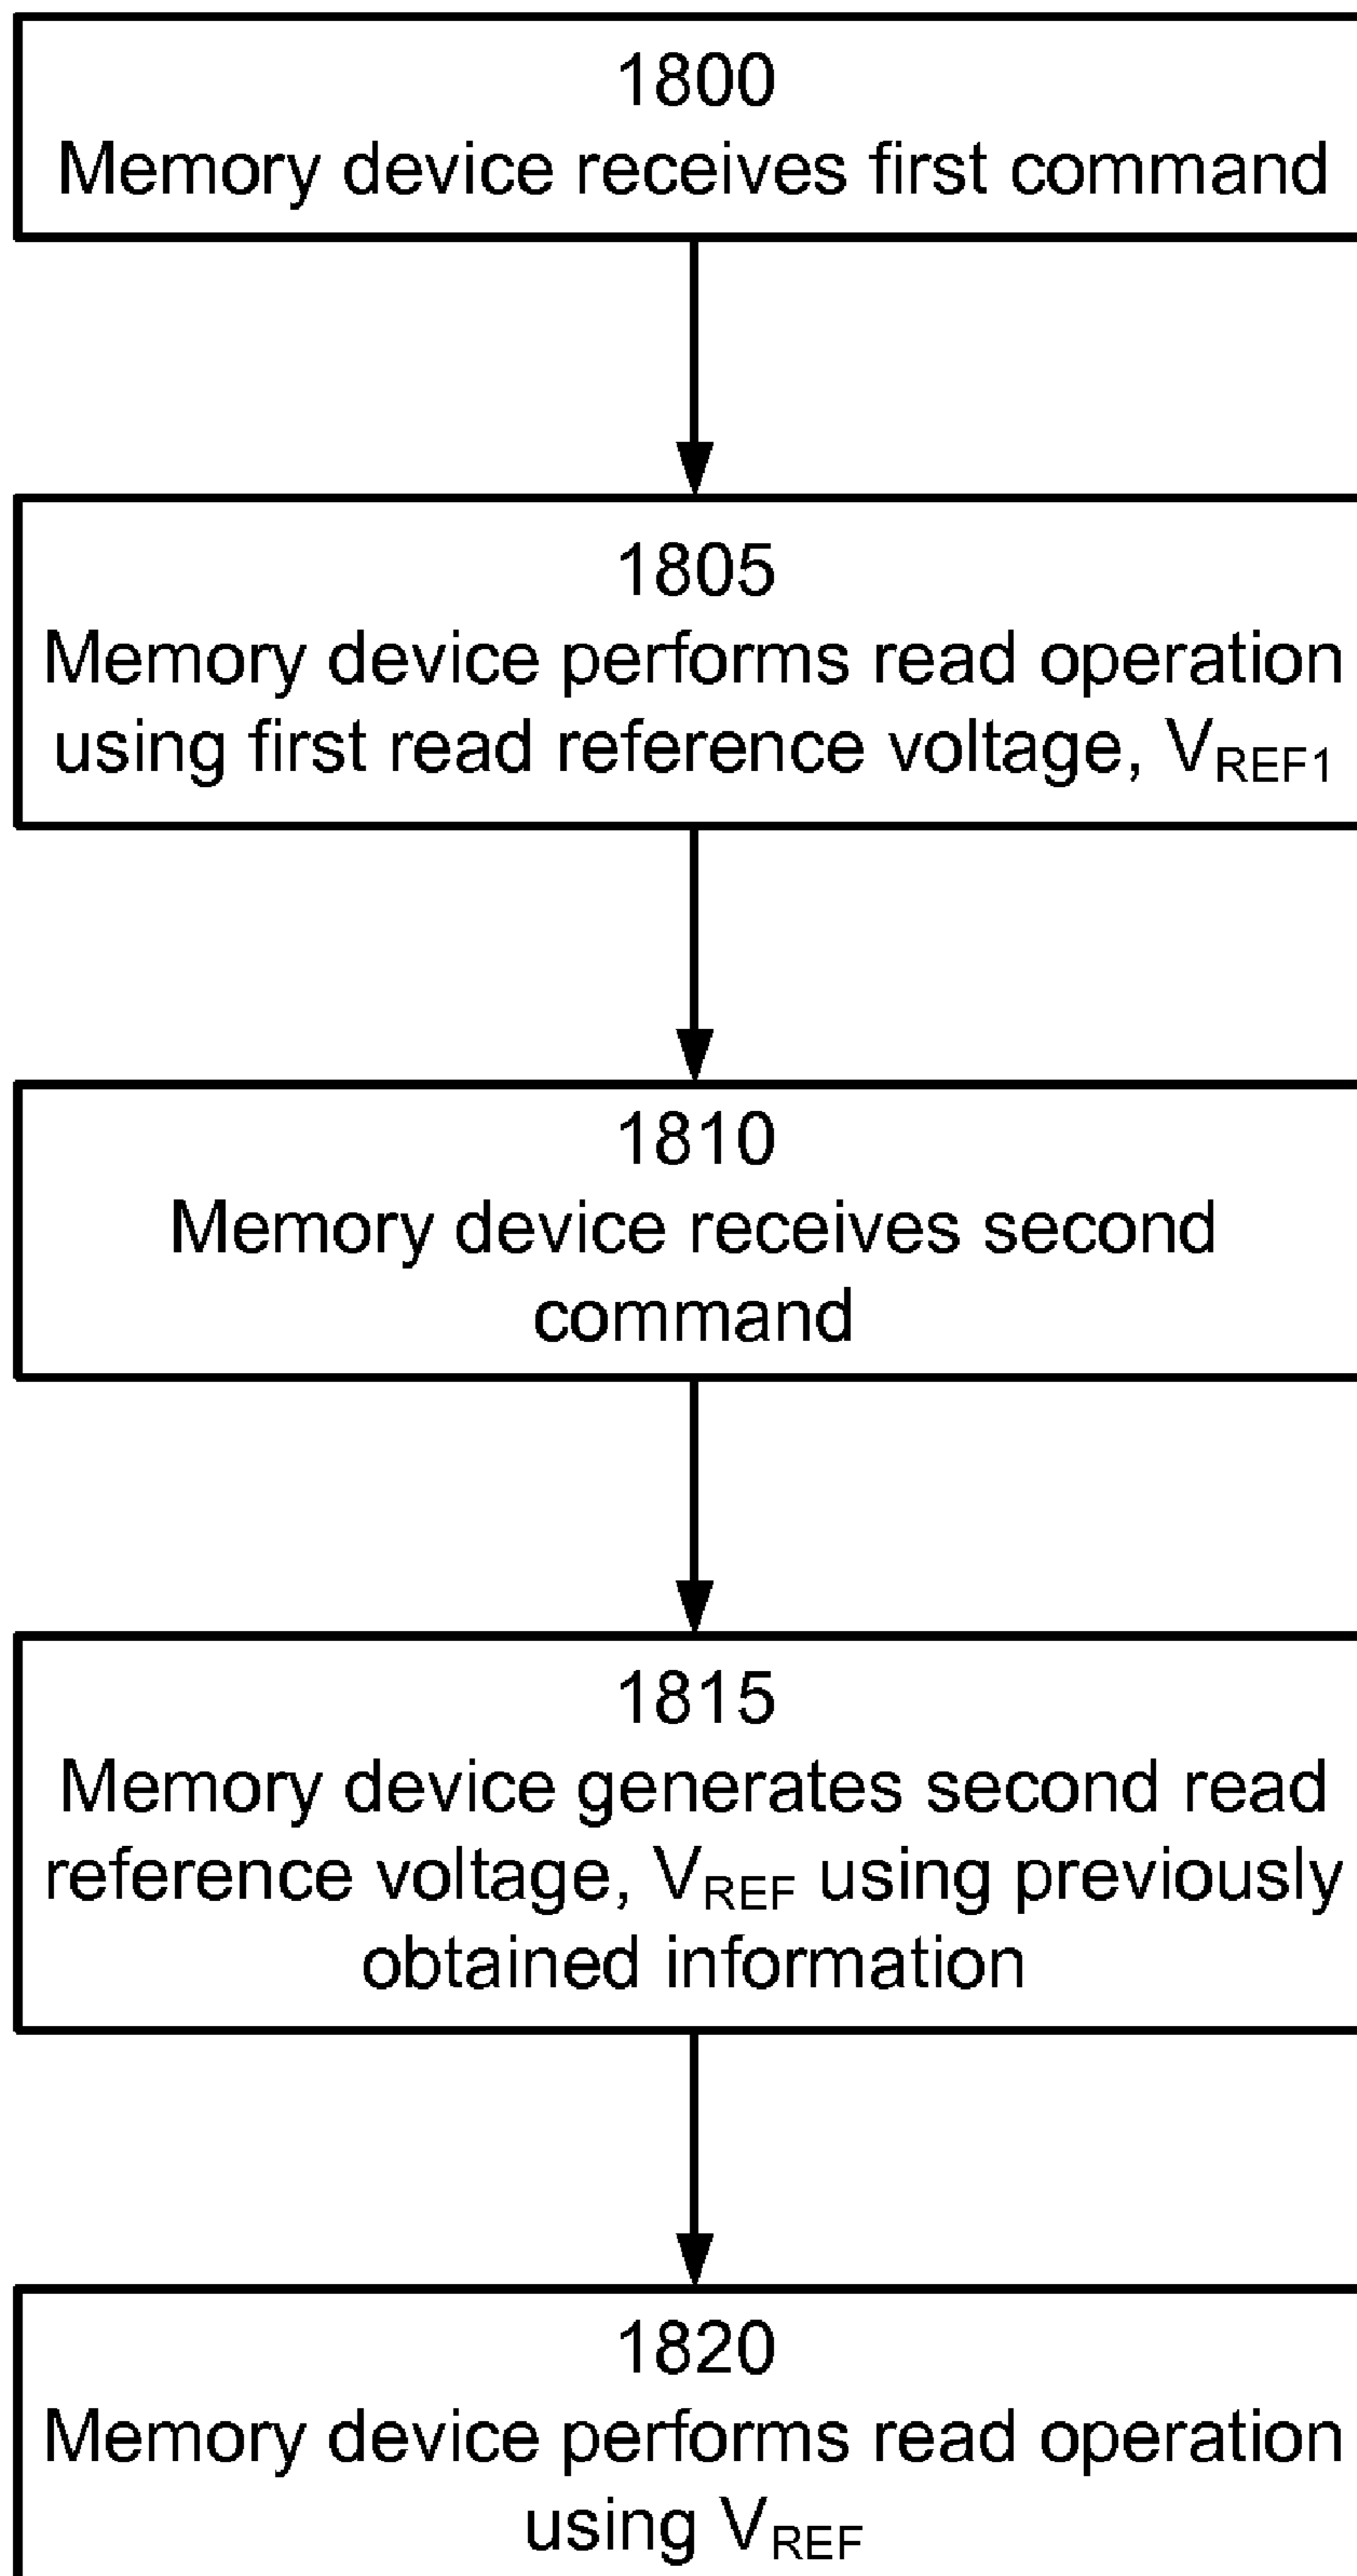 1800
Memory device receives first command
1805
Memory device performs read operation
using first read reference voltage, VREF1
1810
Memory device receives second
command
1815
Memory device generates second read
reference voltage, VREF using previously
obtained information
1820
Memory device performs read operation
using VREF